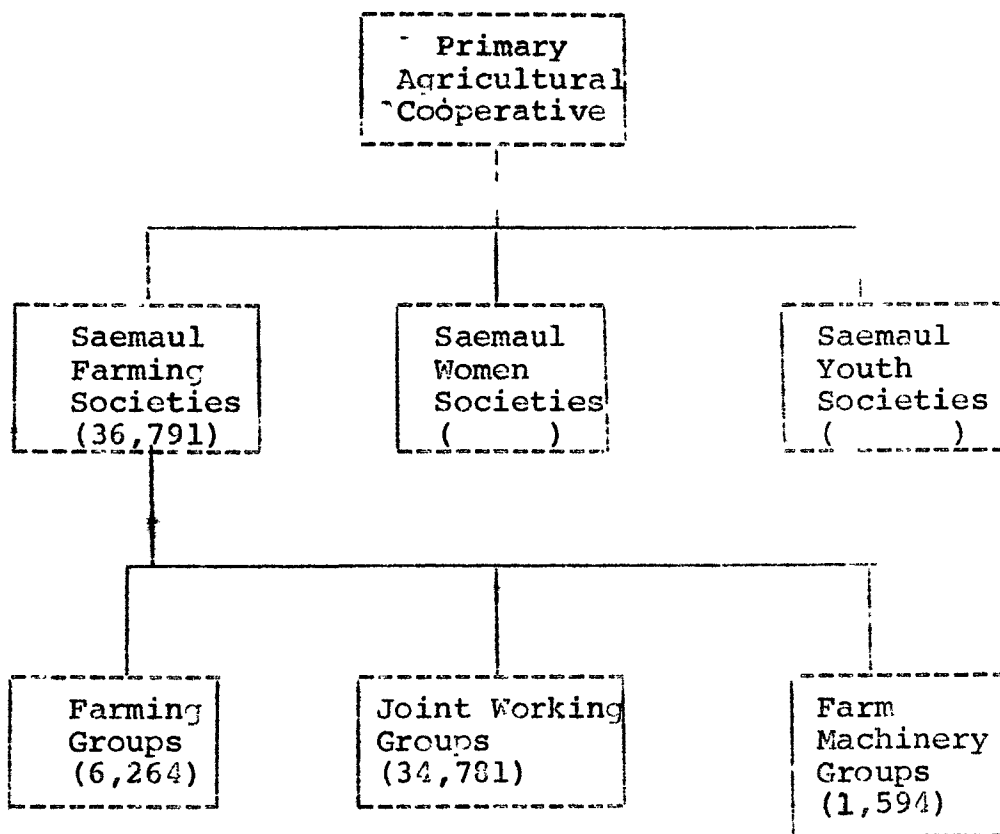 Primary
Agricultural
Cooperative
Saemaul
Farming
Societies
(36,791)
Saemaul
Women
Societies
( )
Saemaul
Youth
Societies
( )
Farming
Groups
(6,264)
Joint Working
Groups
(34,781)
Farm
Machinery
Groups
(1,594)